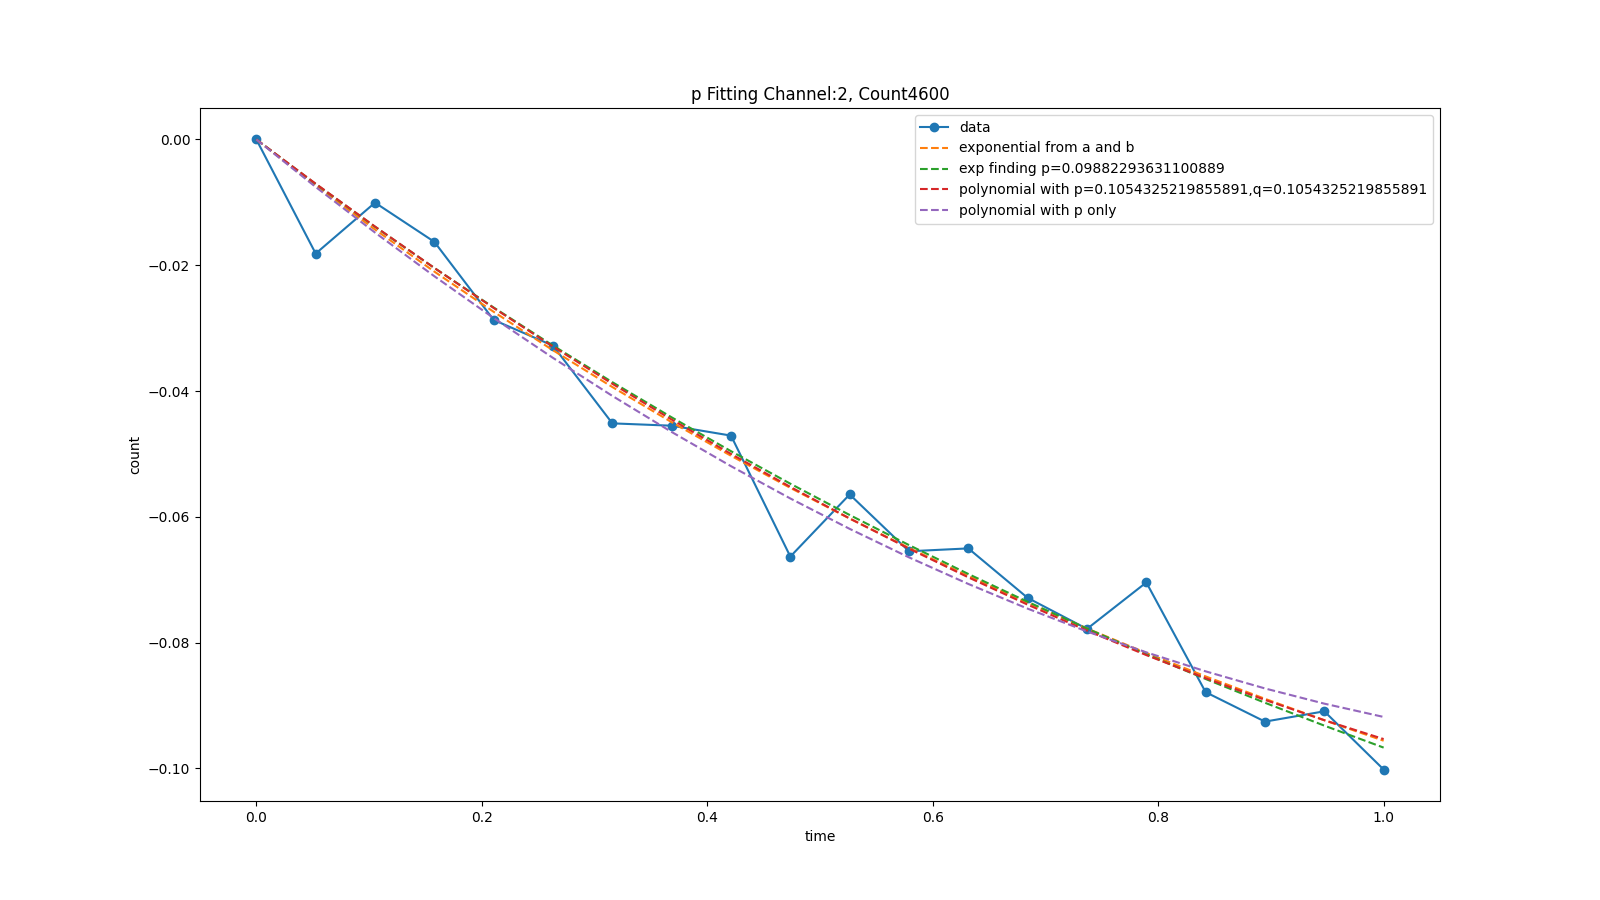 p Fitting Channel:2, Count4600
data
exponential from a and b
exp finding p=0.09882293631100889
polynomial with p=0.1054325219855891,q=0.1054325219855891
polynomial with p only
0.00
−0.02
−0.04
−0.06
−0.08
−0.10
count
0.0 0.2 0.4 0.6 0.8 1.0
time